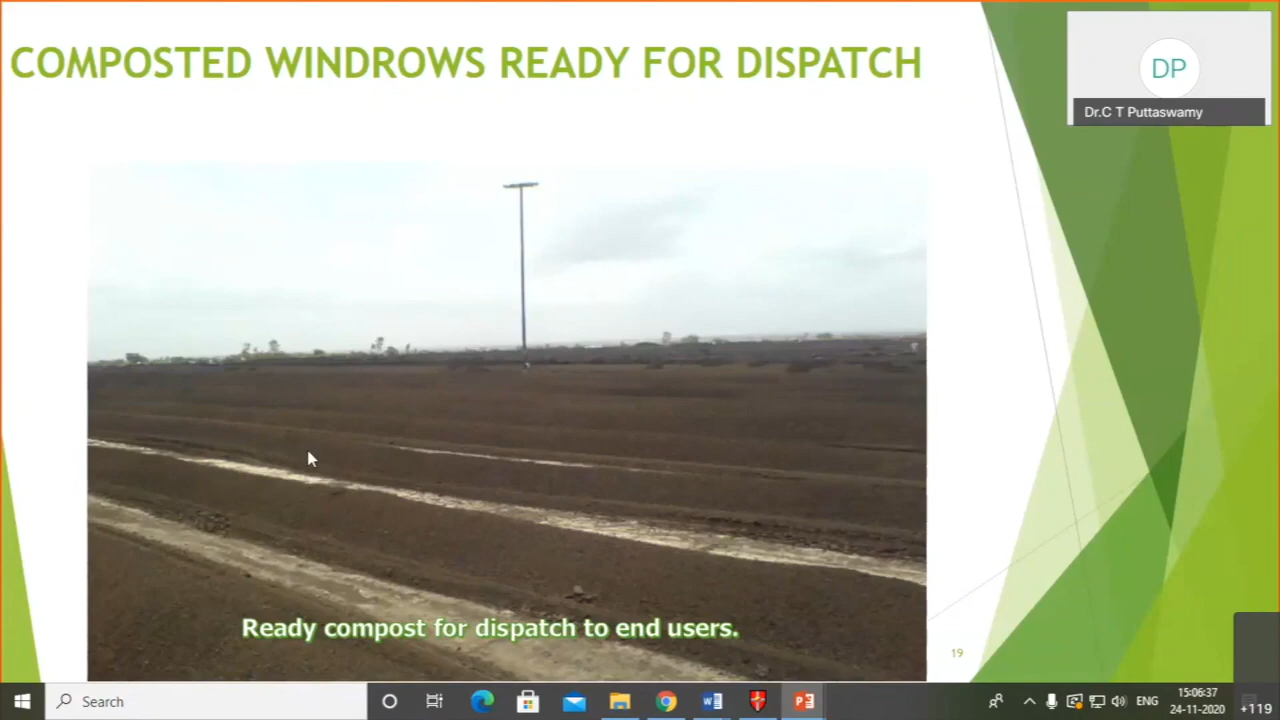 COMPOSTED WINDROWS READY FOR DISPATCH
DP
Dr.C T Puttaswamy
Ready compost for dispatch to end users.
19
Search
ENG
15:06:37
24-11-2020
+119